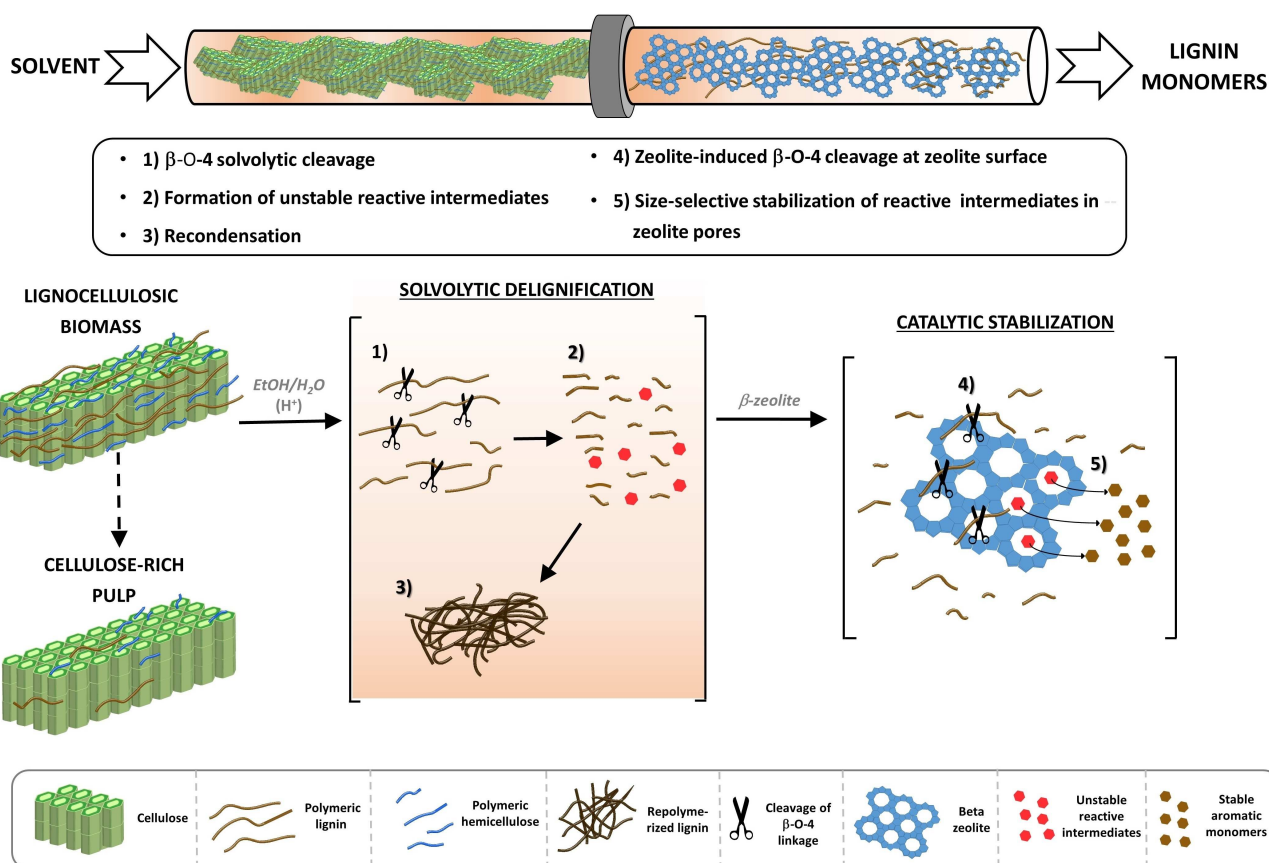 SOLVENT
LIGNIN
MONOMERS
• 1) β-O-4 solvolytic cleavage
• 2) Formation of unstable reactive intermediates
• 3) Recondensation
• 4) Zeolite-induced β-O-4 cleavage at zeolite surface
• 5) Size-selective stabilization of reactive intermediates in
zeolite pores
LIGNOCELLULOSIC
BIOMASS
EtOH/H₂O
(H⁺)
CELLULOSE-RICH
PULP
SOLVOLYTIC DELIGNIFICATION
1)
2)
3)
β-zeolite
CATALYTIC STABILIZATION
4)
5)
Cellulose
Polymeric
lignin
Polymeric
hemicellulose
Repolyme-
rized lignin
Cleavage of
β-O-4
linkage
Beta
zeolite
Unstable
reactive
intermediates
Stable
aromatic
monomers